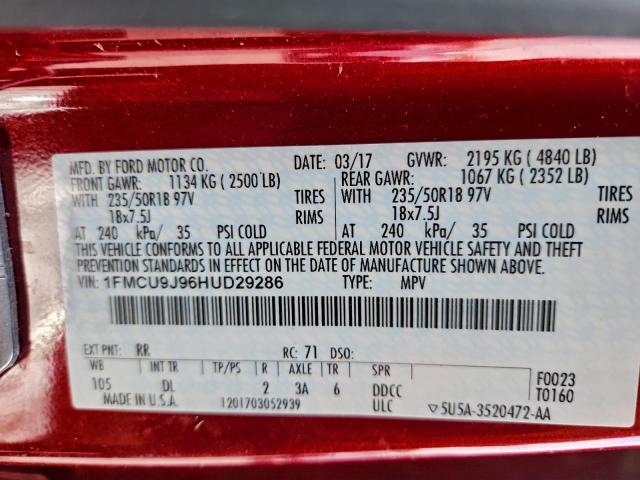 MFD. BY FORD MOTOR CO. DATE: 03/17 GVWR: 2195 KG ( 4840 LB)
FRONT GAWR: 1134 KG ( 2500 LB) REAR GAWR: 1067 KG ( 2352 LB)
WITH 235/50R18 97V TIRES WITH 235/50R18 97V TIRES
18x7.5J RIMS 18x7.5J RIMS
AT 240 kPa/ 35 PSI COLD AT 240 kPa/ 35 PSI COLD
THIS VEHICLE CONFORMS TO ALL APPLICABLE FEDERAL MOTOR VEHICLE SAFETY AND THEFT
PREVENTION STANDARDS IN EFFECT ON THE DATE OF MANUFACTURE SHOWN ABOVE.
VIN: 1FMCU9J96HUD29286 TYPE: MPV
EXT PNT: RR RC: 71 DSO:
WB INT TR TP/PS R AXLE TR SPR F0023
105 DL 2 3A 6 DDCC T0160
MADE IN U.S.A. 1201703052939 ULC ▽5U5A-3520472-AA